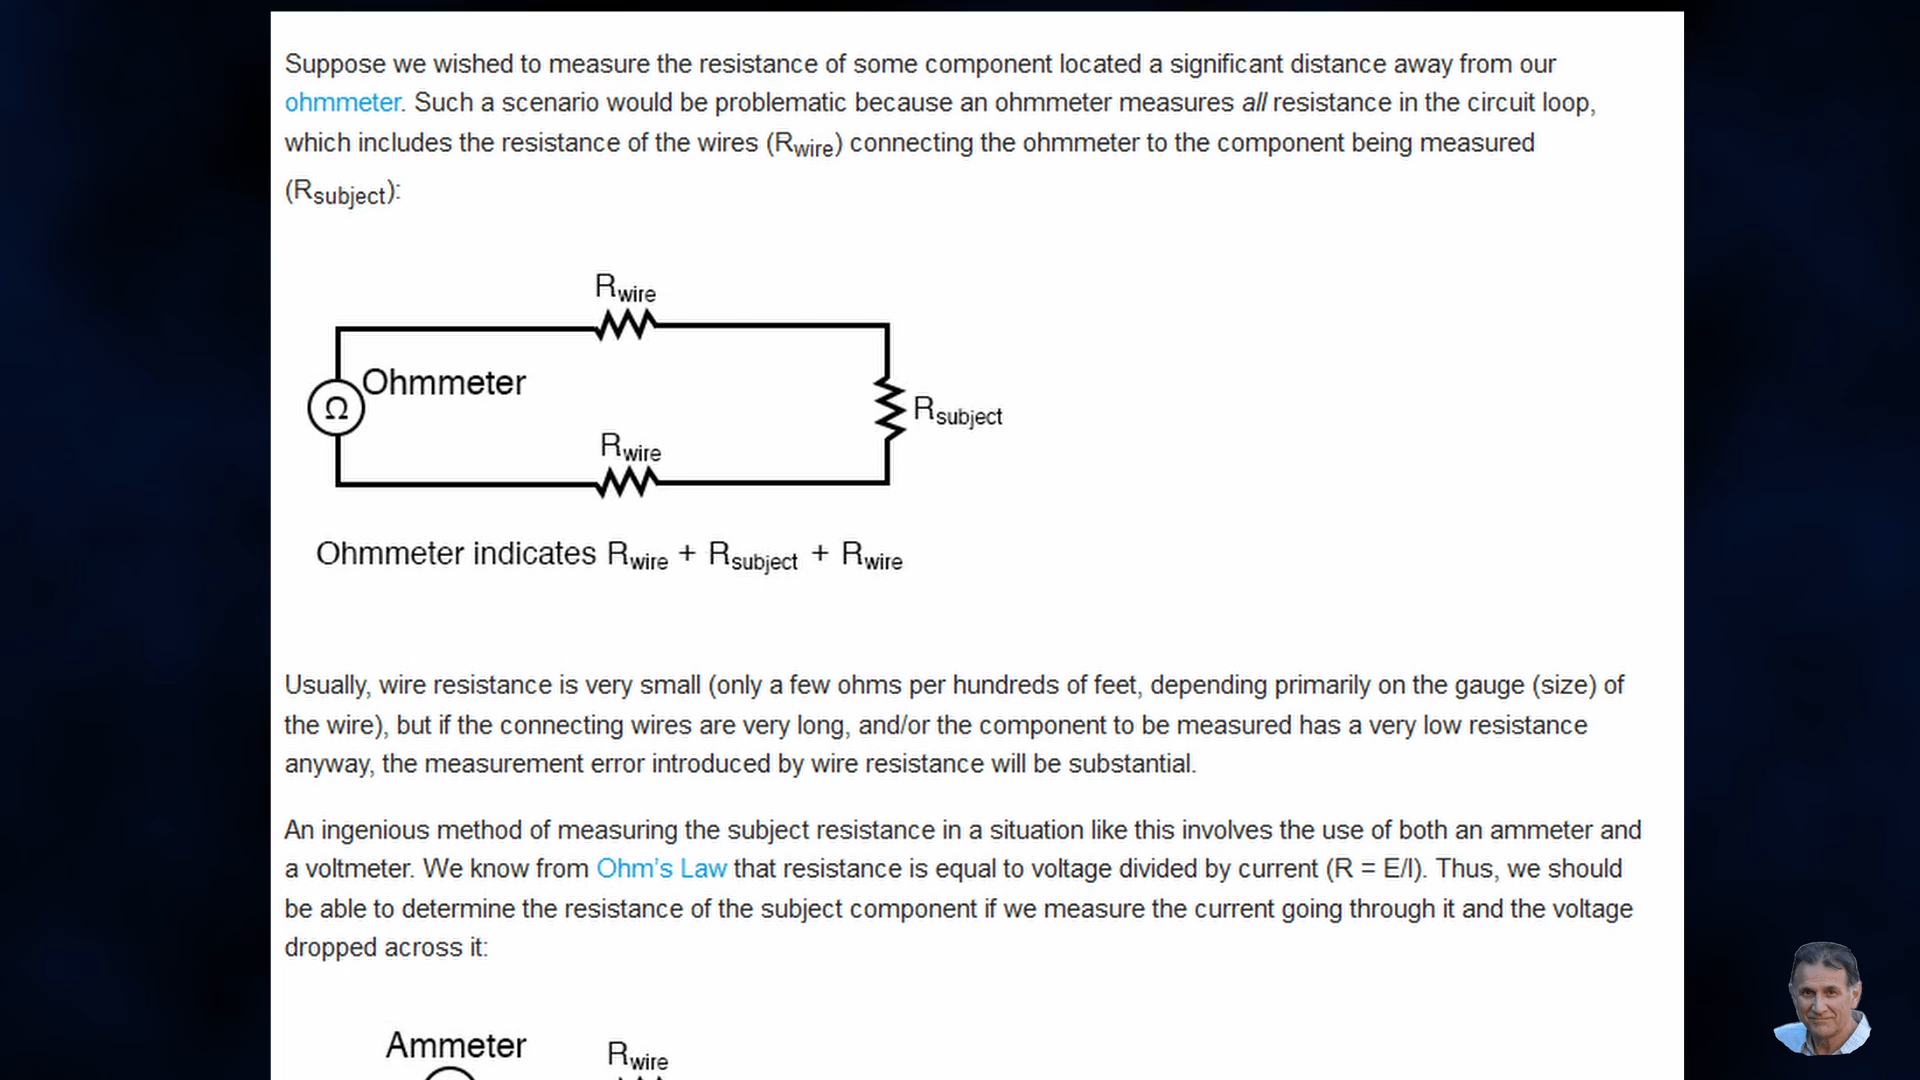 Suppose we wished to measure the resistance of some component located a significant distance away from our
ohmmeter. Such a scenario would be problematic because an ohmmeter measures all resistance in the circuit loop,
which includes the resistance of the wires (Rwire) connecting the ohmmeter to the component being measured
(Rsubject):
Rwire
Ohmmeter
Ω
Rsubject
Rwire
Ohmmeter indicates Rwire + Rsubject + Rwire
Usually, wire resistance is very small (only a few ohms per hundreds of feet, depending primarily on the gauge (size) of
the wire), but if the connecting wires are very long, and/or the component to be measured has a very low resistance
anyway, the measurement error introduced by wire resistance will be substantial.
An ingenious method of measuring the subject resistance in a situation like this involves the use of both an ammeter and
a voltmeter. We know from Ohm's Law that resistance is equal to voltage divided by current (R = E/I). Thus, we should
be able to determine the resistance of the subject component if we measure the current going through it and the voltage
dropped across it:
Ammeter
Rwire